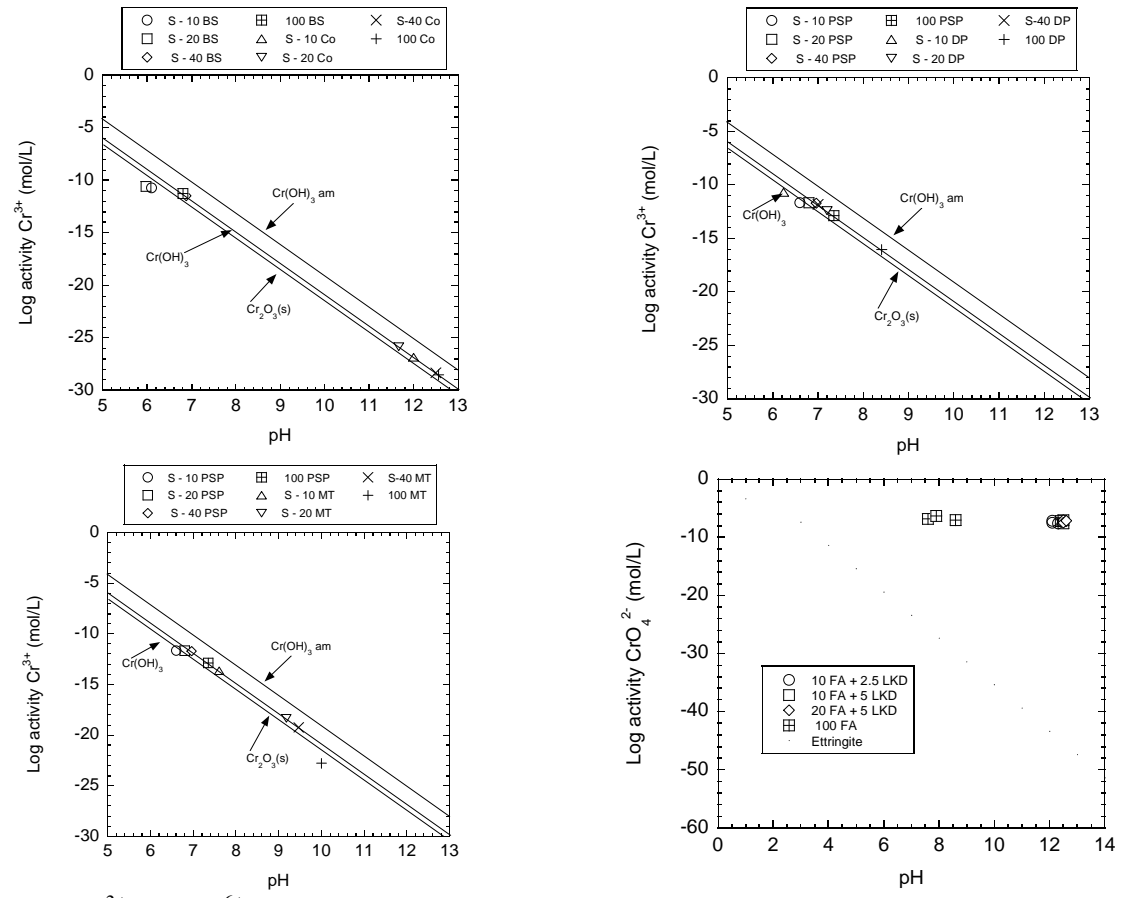 S - 10 BS 100 BS S-40 Co
S - 20 BS S - 10 Co 100 Co
S - 40 BS S - 20 Co
0
-5
-10
-15
-20
-25
-30
Log activity Cr3+ (mol/L)
Cr(OH)3 am
Cr(OH)3
Cr2O3(s)
5 6 7 8 9 10 11 12 13
pH
S - 10 PSP 100 PSP S-40 DP
S - 20 PSP S - 10 DP 100 DP
S - 40 PSP S - 20 DP
0
-5
-10
-15
-20
-25
-30
Log activity Cr3+ (mol/L)
Cr(OH)3 am
Cr(OH)3
Cr2O3(s)
5 6 7 8 9 10 11 12 13
pH
S - 10 PSP 100 PSP S-40 MT
S - 20 PSP S - 10 MT 100 MT
S - 40 PSP S - 20 MT
0
-5
-10
-15
-20
-25
-30
Log activity Cr3+ (mol/L)
Cr(OH)3 am
Cr(OH)3
Cr2O3(s)
5 6 7 8 9 10 11 12 13
pH
0
-10
-20
-30
-40
-50
-60
Log activity CrO42- (mol/L)
10 FA + 2.5 LKD
10 FA + 5 LKD
20 FA + 5 LKD
100 FA
Ettringite
0 2 4 6 8 10 12 14
pH